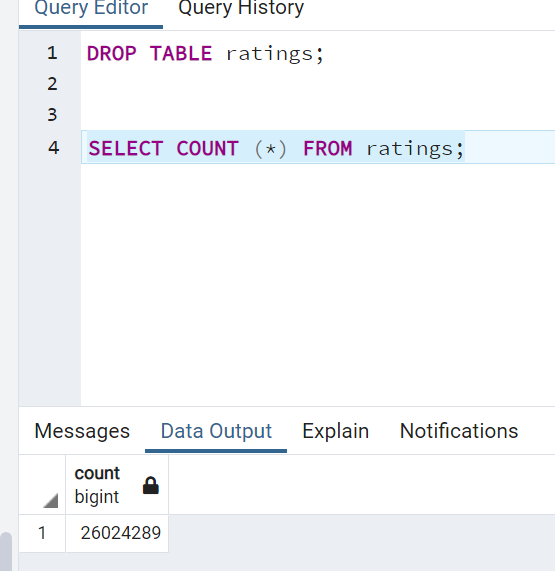 Query Editor Query History
1 DROP TABLE ratings;
2
3
4 SELECT COUNT (*) FROM ratings;
Messages Data Output Explain Notifications
count
bigint
1 26024289